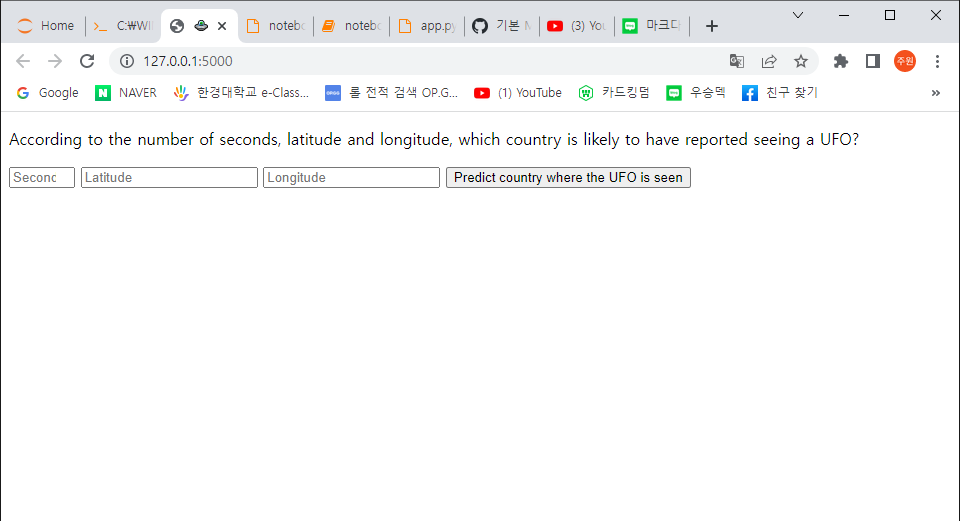 Home C:₩WI notebo notebo app.py 기본 N (3) You 마크다
127.0.0.1:5000 주원
Google NAVER 한경대학교 e-Class... 롤 전적 검색 OP.G... (1) YouTube 카드킹덤 우승덱 친구 찾기 »
According to the number of seconds, latitude and longitude, which country is likely to have reported seeing a UFO?
Seconc Latitude Longitude Predict country where the UFO is seen